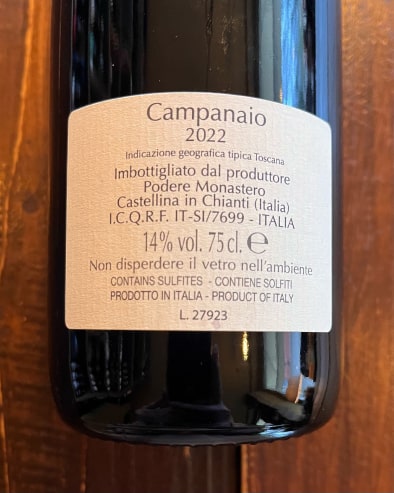 Campanaio
2022
Indicazione geografica tipica Toscana
Imbottigliato dal produttore
Podere Monastero
Castellina in Chianti (Italia)
I.C.Q.R.F. IT-SI/7699 - ITALIA
14% vol. 75 cl. ℮
Non disperdere il vetro nell'ambiente
CONTAINS SULFITES - CONTIENE SOLFITI
PRODOTTO IN ITALIA - PRODUCT OF ITALY
L. 27923